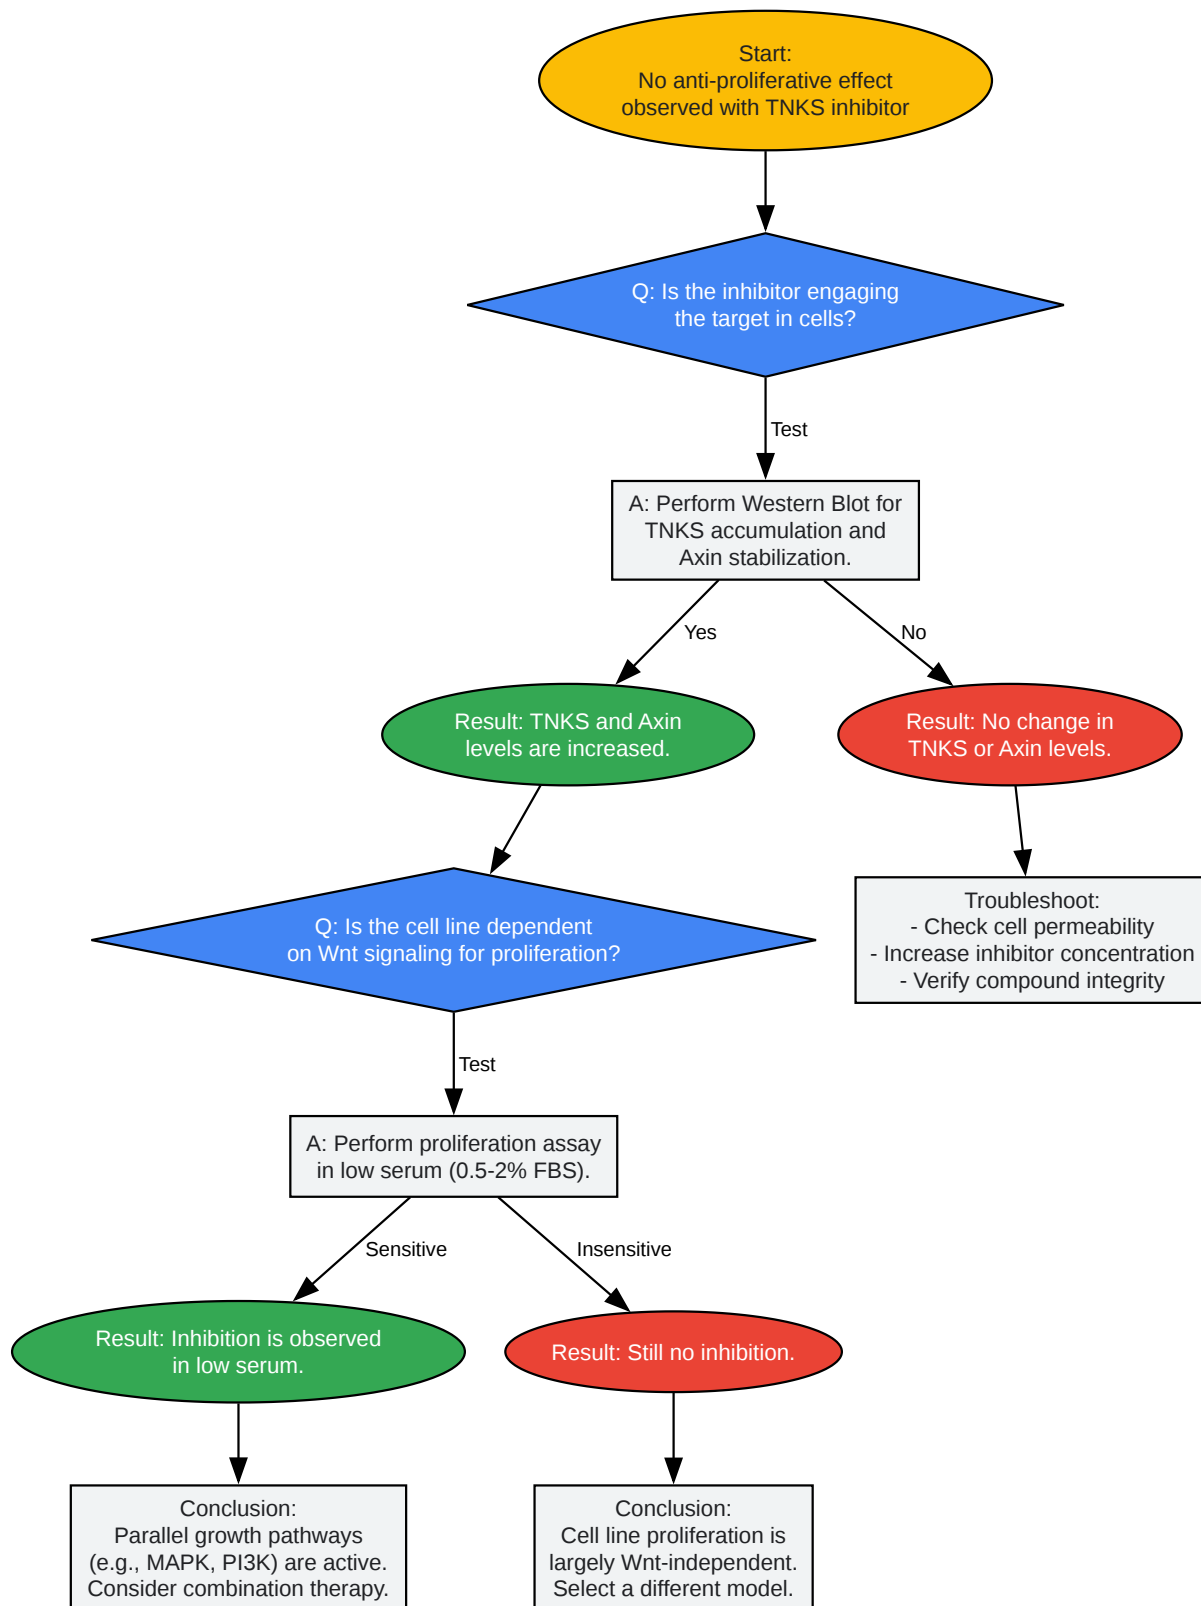 Start:
No anti-proliferative effect
observed with TNKS inhibitor
Q: Is the inhibitor engaging
the target in cells?
Test
A: Perform Western Blot for
TNKS accumulation and
Axin stabilization.
Yes
No
Result: TNKS and Axin
levels are increased.
Result: No change in
TNKS or Axin levels.
Q: Is the cell line dependent
on Wnt signaling for proliferation?
Troubleshoot:
- Check cell permeability
- Increase inhibitor concentration
- Verify compound integrity
Test
A: Perform proliferation assay
in low serum (0.5-2% FBS).
Sensitive
Insensitive
Result: Inhibition is observed
in low serum.
Result: Still no inhibition.
Conclusion:
Parallel growth pathways
(e.g., MAPK, PI3K) are active.
Consider combination therapy.
Conclusion:
Cell line proliferation is
largely Wnt-independent.
Select a different model.